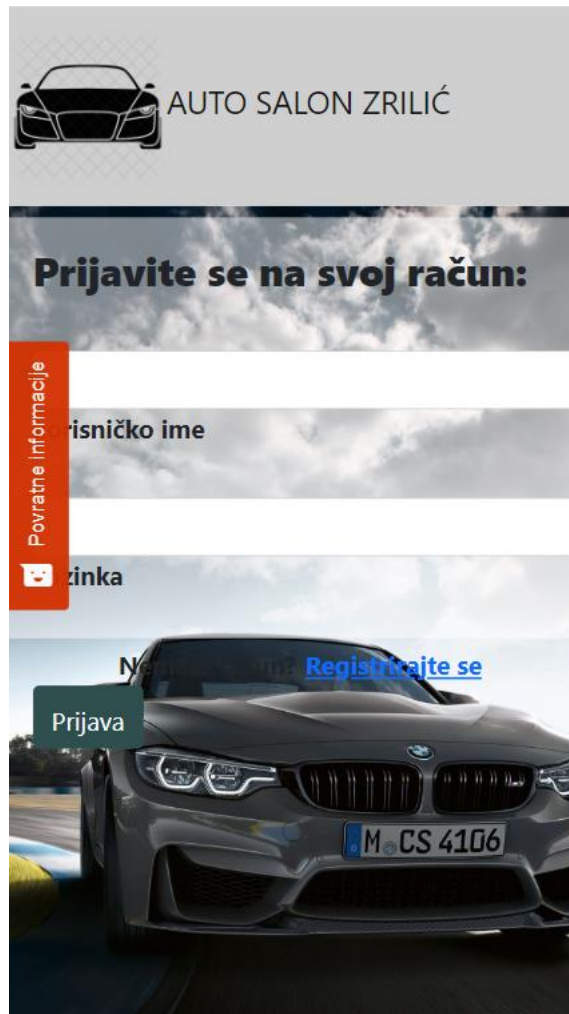 AUTO SALON ZRILIĆ
Prijavite se na svoj račun:
Povratne informacije
risničko ime
zinka
Registrirajte se
Prijava
M CS 4106